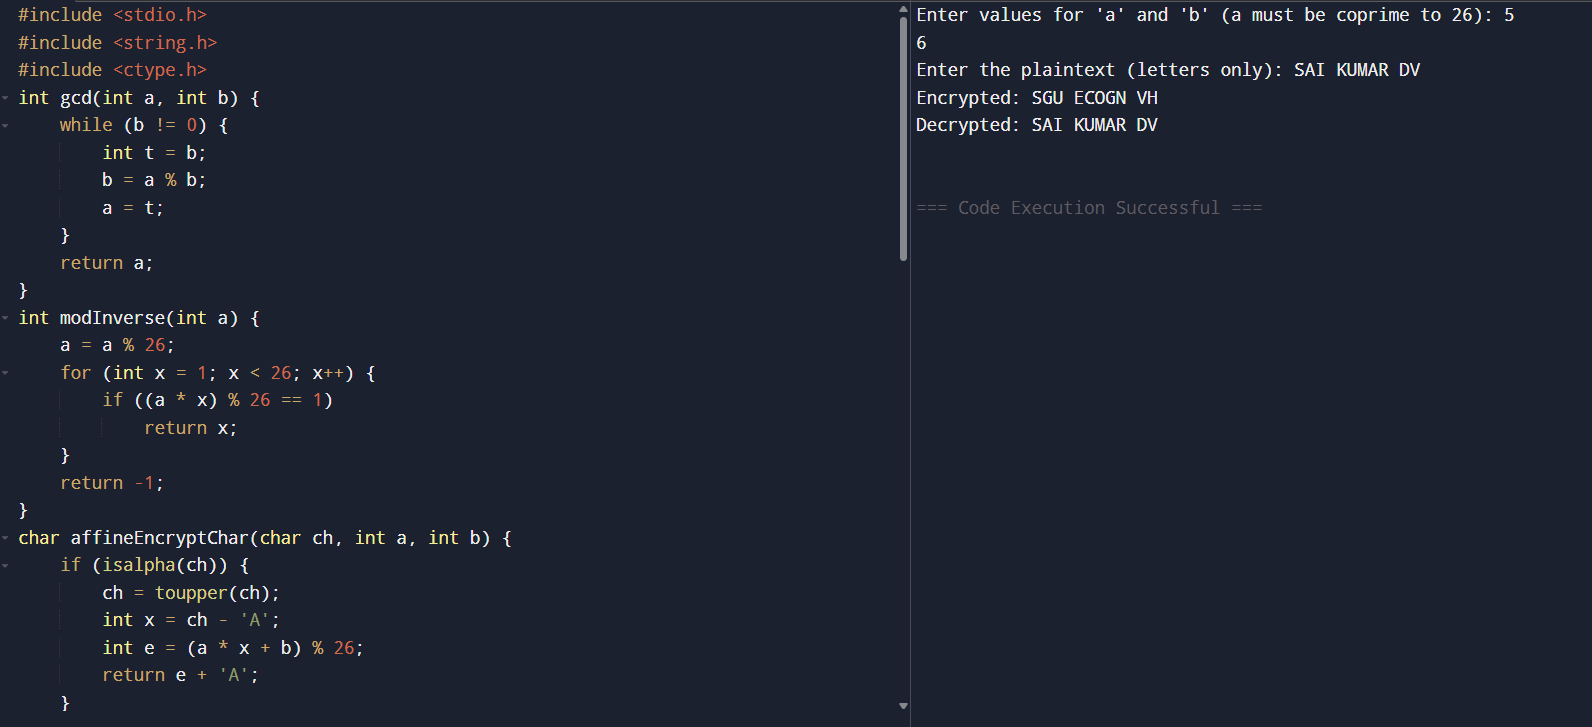 #include <stdio.h>
#include <string.h>
#include <ctype.h>
int gcd(int a, int b) {
    while (b != 0) {
        int t = b;
        b = a % b;
        a = t;
    }
    return a;
}
int modInverse(int a) {
    a = a % 26;
    for (int x = 1; x < 26; x++) {
        if ((a * x) % 26 == 1)
            return x;
    }
    return -1;
}
char affineEncryptChar(char ch, int a, int b) {
    if (isalpha(ch)) {
        ch = toupper(ch);
        int x = ch - 'A';
        int e = (a * x + b) % 26;
        return e + 'A';
    }
Enter values for 'a' and 'b' (a must be coprime to 26): 5
6
Enter the plaintext (letters only): SAI KUMAR DV
Encrypted: SGU ECOGN VH
Decrypted: SAI KUMAR DV
=== Code Execution Successful ===